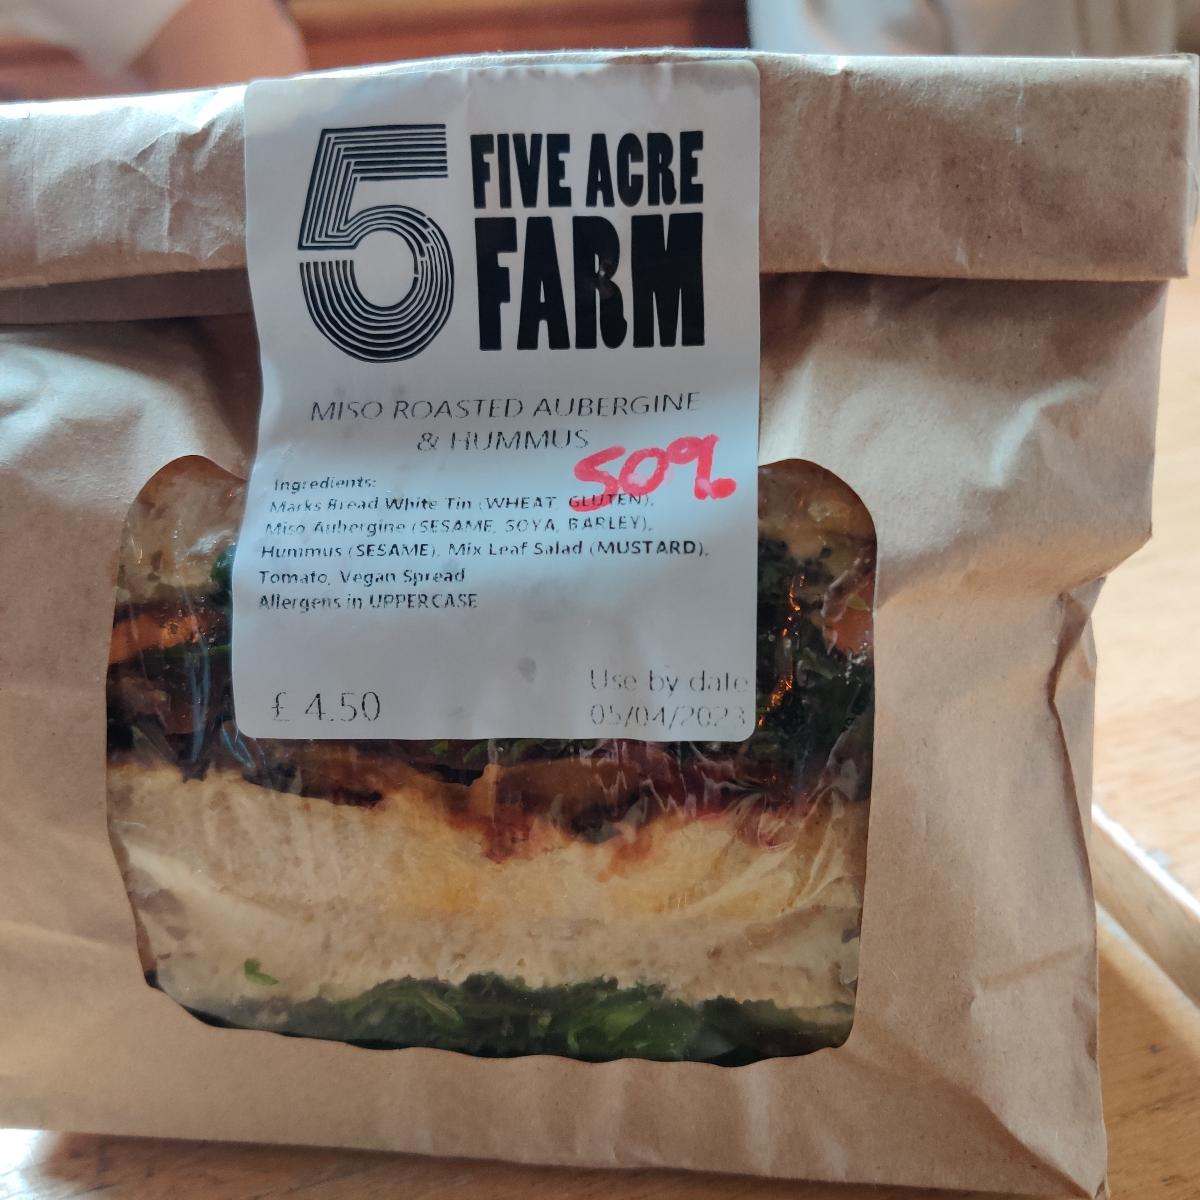 5 FIVE ACRE
FARM
MISO ROASTED AUBERGINE
& HUMMUS
50%
Ingredients:
Marks Bread White Tin (WHEAT, GLUTEN),
Miso Aubergine (SESAME, SOYA, BARLEY),
Hummus (SESAME), Mix Leaf Salad (MUSTARD),
Tomato, Vegan Spread
Allergens in UPPERCASE
£ 4.50
Use by date
05/04/2023